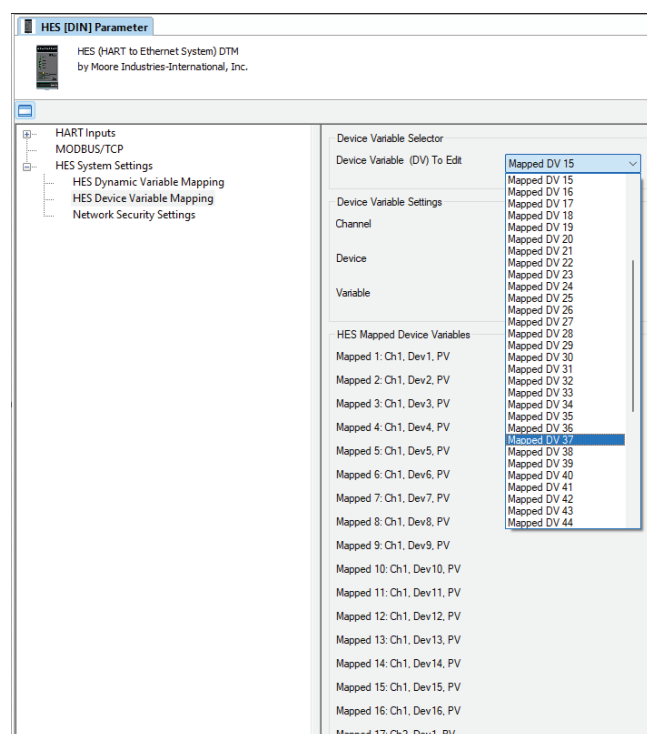 HES [DIN] Parameter
HES (HART to Ethernet System) DTM
by Moore Industries-International, Inc.
HART Inputs
MODBUS/TCP
HES System Settings
HES Dynamic Variable Mapping
HES Device Variable Mapping
Network Security Settings
Device Variable Selector
Device Variable (DV) To Edit
Mapped DV 15
Mapped DV 15
Mapped DV 16
Mapped DV 17
Mapped DV 18
Mapped DV 19
Mapped DV 20
Mapped DV 21
Mapped DV 22
Mapped DV 23
Mapped DV 24
Mapped DV 25
Mapped DV 26
Mapped DV 27
Mapped DV 28
Mapped DV 29
Mapped DV 30
Mapped DV 31
Mapped DV 32
Mapped DV 33
Mapped DV 34
Mapped DV 35
Mapped DV 36
Mapped DV 37
Mapped DV 38
Mapped DV 39
Mapped DV 40
Mapped DV 41
Mapped DV 42
Mapped DV 43
Mapped DV 44
Device Variable Settings
Channel
Device
Variable
HES Mapped Device Variables
Mapped 1: Ch1, Dev1, PV
Mapped 2: Ch1, Dev2, PV
Mapped 3: Ch1, Dev3, PV
Mapped 4: Ch1, Dev4, PV
Mapped 5: Ch1, Dev5, PV
Mapped 6: Ch1, Dev6, PV
Mapped 7: Ch1, Dev7, PV
Mapped 8: Ch1, Dev8, PV
Mapped 9: Ch1, Dev9, PV
Mapped 10: Ch1, Dev10, PV
Mapped 11: Ch1, Dev11, PV
Mapped 12: Ch1, Dev12, PV
Mapped 13: Ch1, Dev13, PV
Mapped 14: Ch1, Dev14, PV
Mapped 15: Ch1, Dev15, PV
Mapped 16: Ch1, Dev16, PV
Mapped 17: Ch2, Dev1, PV